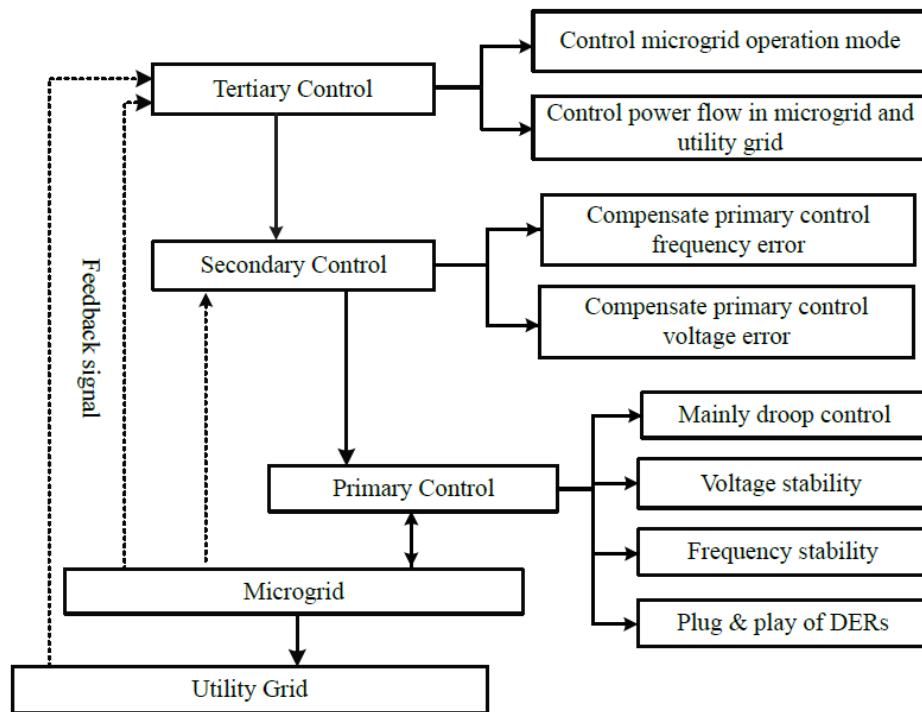 Control microgrid operation mode
Tertiary Control
Control power flow in microgrid and
utility grid
Compensate primary control
frequency error
Secondary Control
Compensate primary control
voltage error
Feedback signal
Mainly droop control
Primary Control
Voltage stability
Frequency stability
Microgrid
Plug & play of DERs
Utility Grid